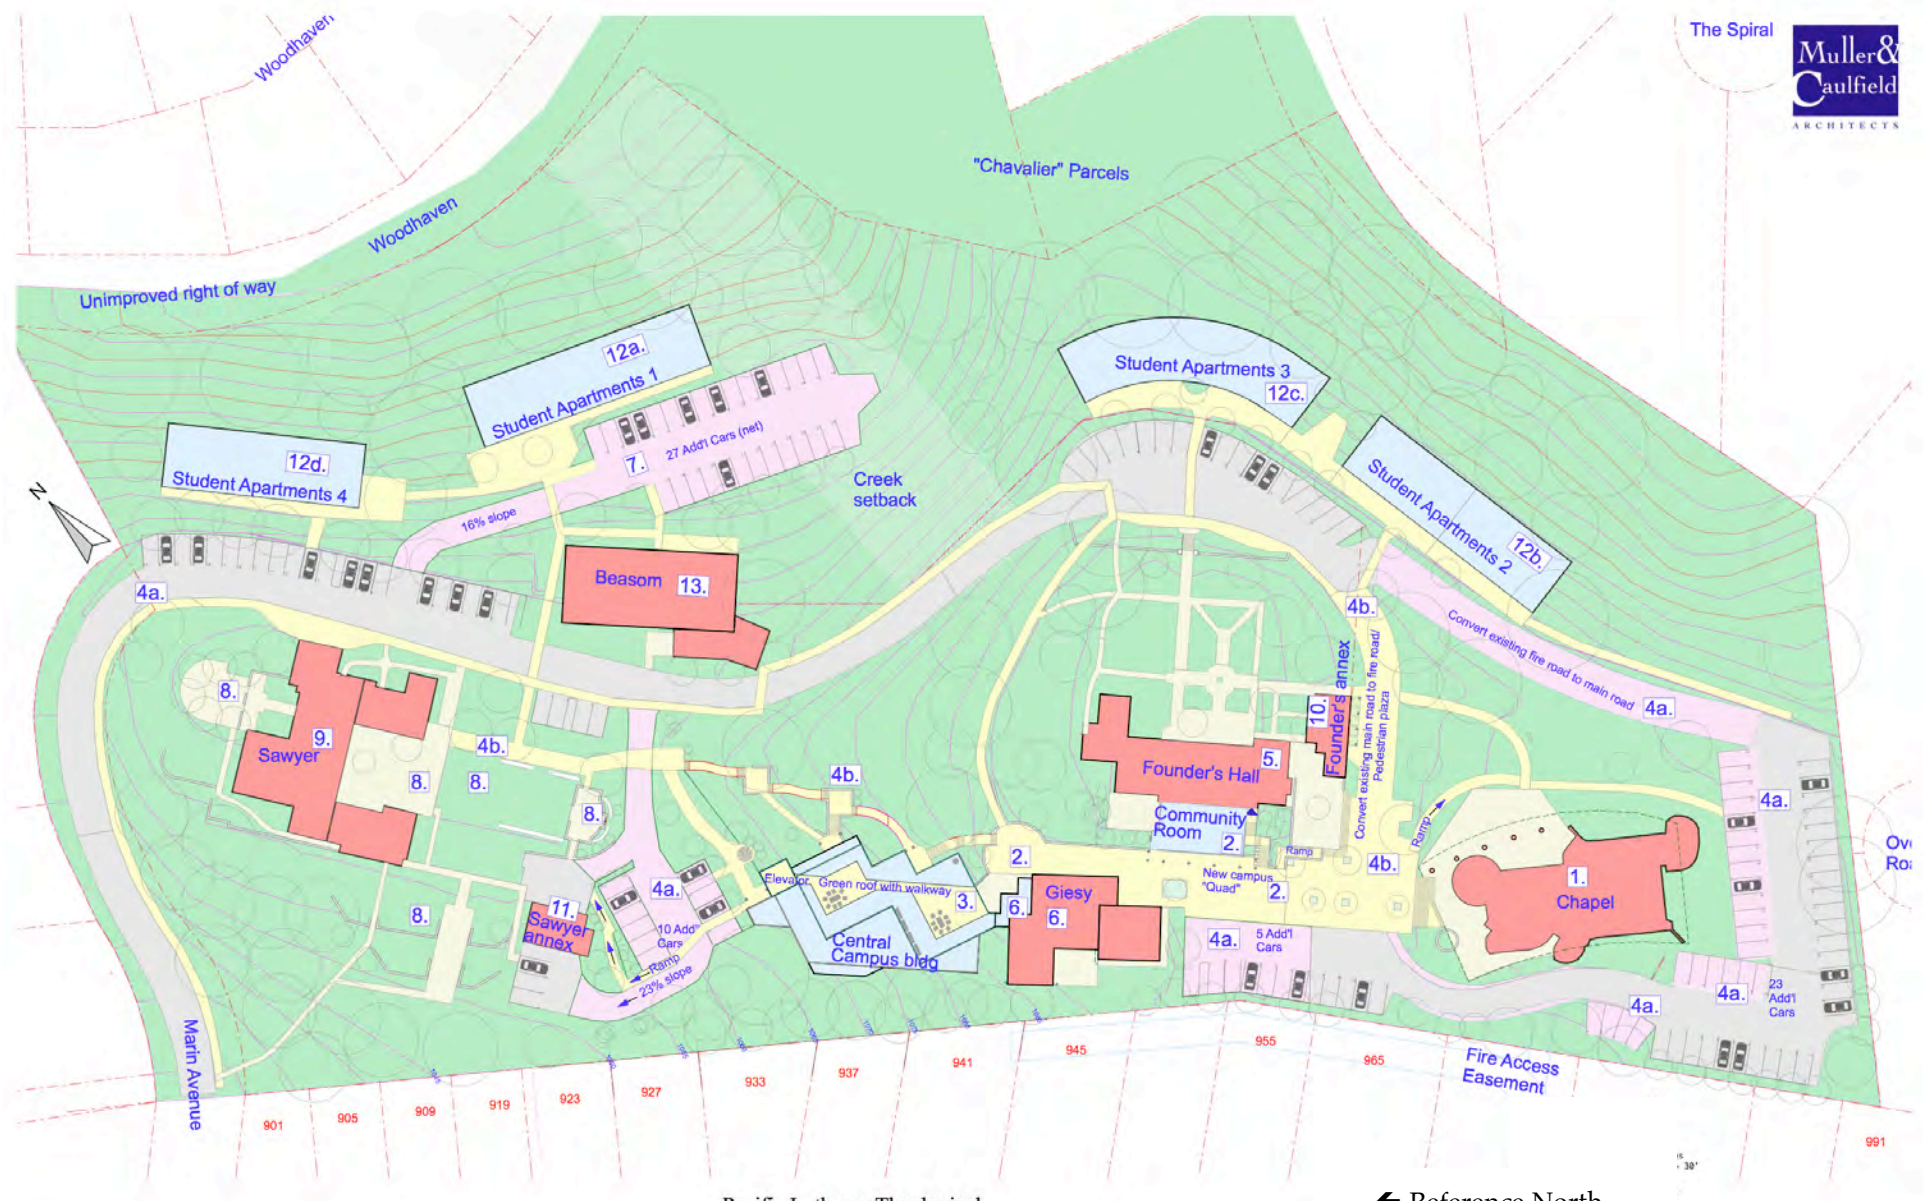 Woodhaven
The Spiral
Muller&
Caulfield
ARCHITECTS
"Chavalier" Parcels
Woodhaven
Unimproved right of way
12a.
Student Apartments 1
Student Apartments 3
12c.
27 Add'l Cars (net)
7.
12d.
Student Apartments 4
Creek
setback
Student Apartments 2
12b.
N
16% slope
4a.
Beasom 13.
4b.
Convert existing fire road to main road
4a.
Convert existing main road to fire road/
Pedestrian plaza
Founder's annex
10.
8.
9.
Sawyer
4b.
8.
8.
8.
4b.
Founder's Hall
5.
Community
Room
2.
Ramp
4a.
Ramp
Ove
Roa
2.
4b.
New campus
"Quad"
2.
1.
Chapel
Elevator
Green roof with walkway
3.
Giesy
6.
6.
4a.
8.
11.
Sawyer
annex
10 Add'
Cars
Ramp
23% slope
Central
Campus bldg
4a.
5 Add'l
Cars
4a.
4a.
23
Add'l
Cars
Marin Avenue
Fire Access
Easement
901
905
909
919
923
927
933
937
941
945
955
965
991
30'
← Reference North